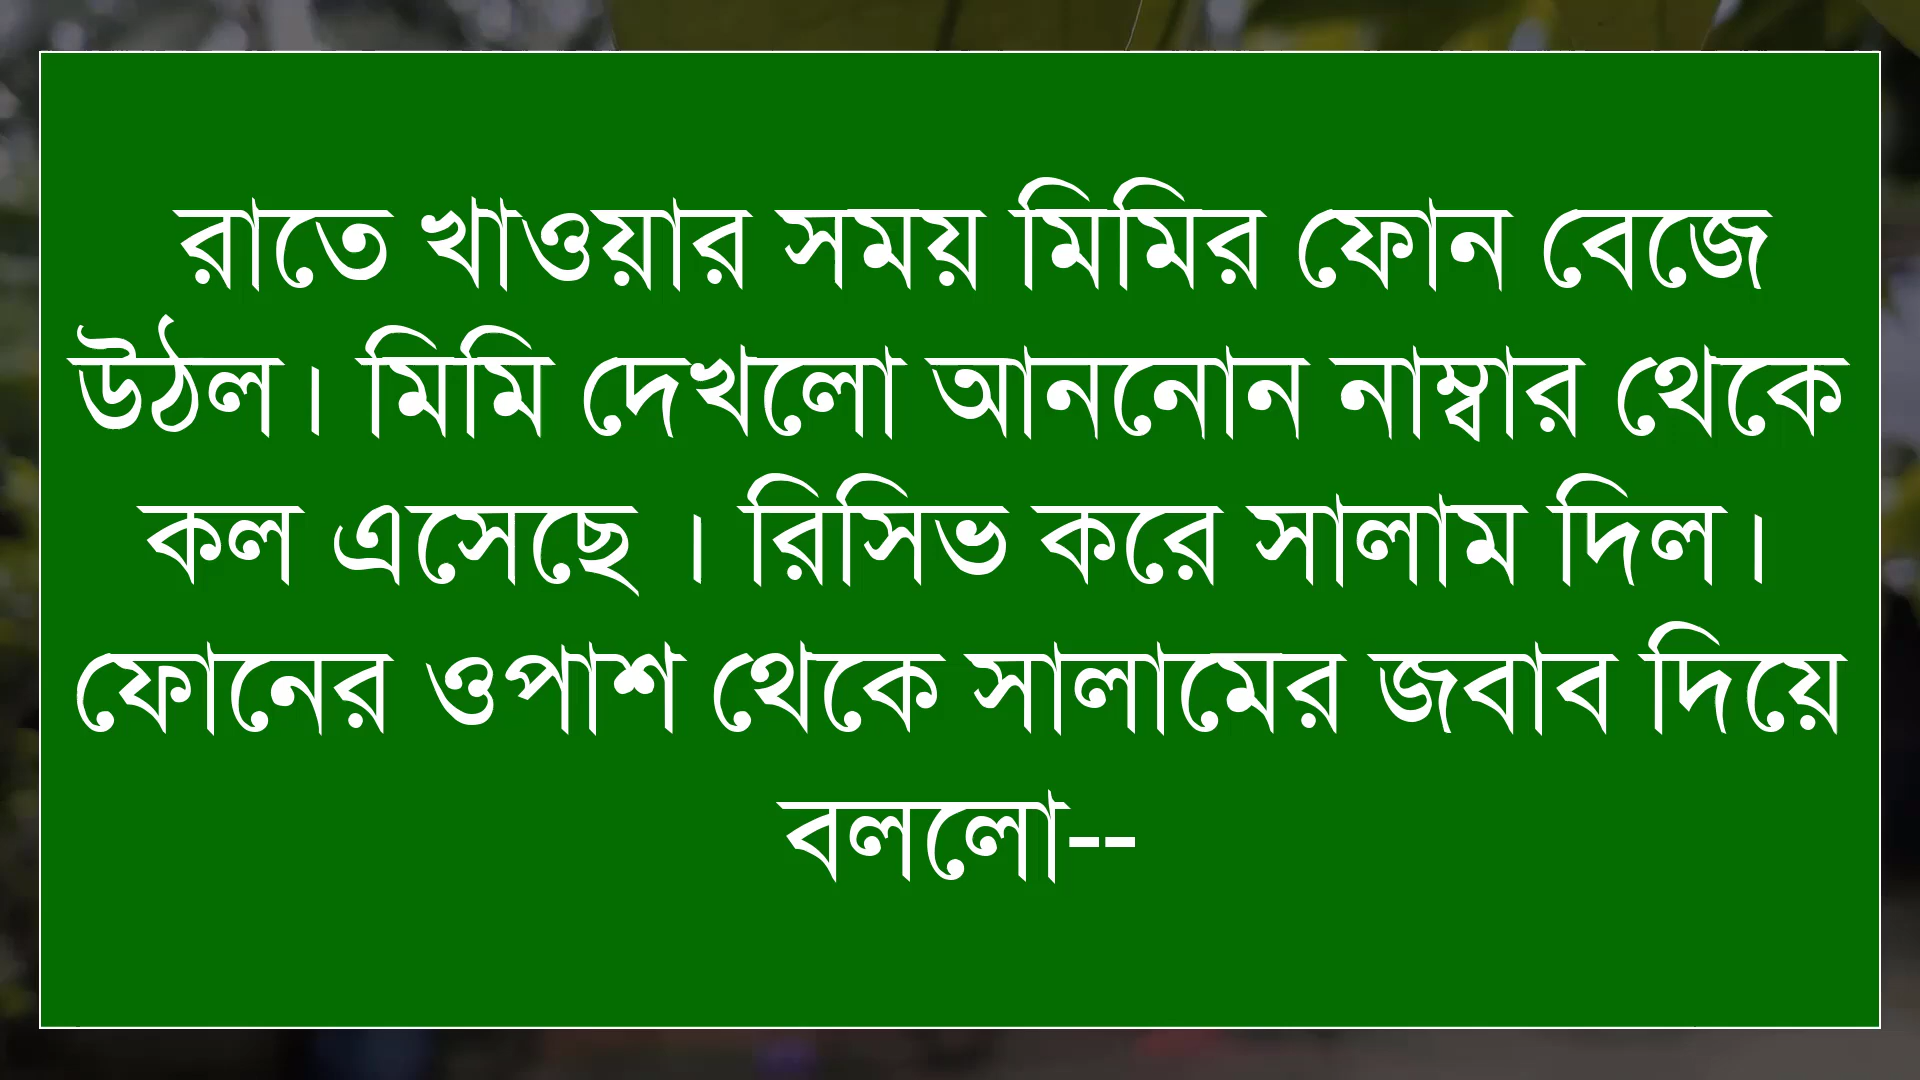 রাতে খাওয়ার সময় মিমির ফোন বেজে
উঠল। মিমি দেখলো আননোন নাম্বার থেকে
কল এসেছে । রিসিভ করে সালাম দিল।
ফোনের ওপাশ থেকে সালামের জবাব দিয়ে
বললো--